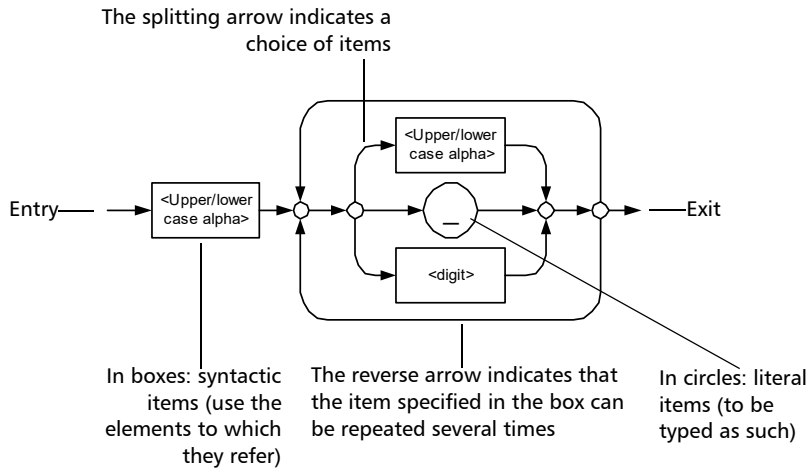 The splitting arrow indicates a
choice of items
<Upper/lower
case alpha>
Entry
<Upper/lower
case alpha>
_
Exit
<digit>
In boxes: syntactic
items (use the
elements to which
they refer)
The reverse arrow indicates that
the item specified in the box can
be repeated several times
In circles: literal
items (to be
typed as such)